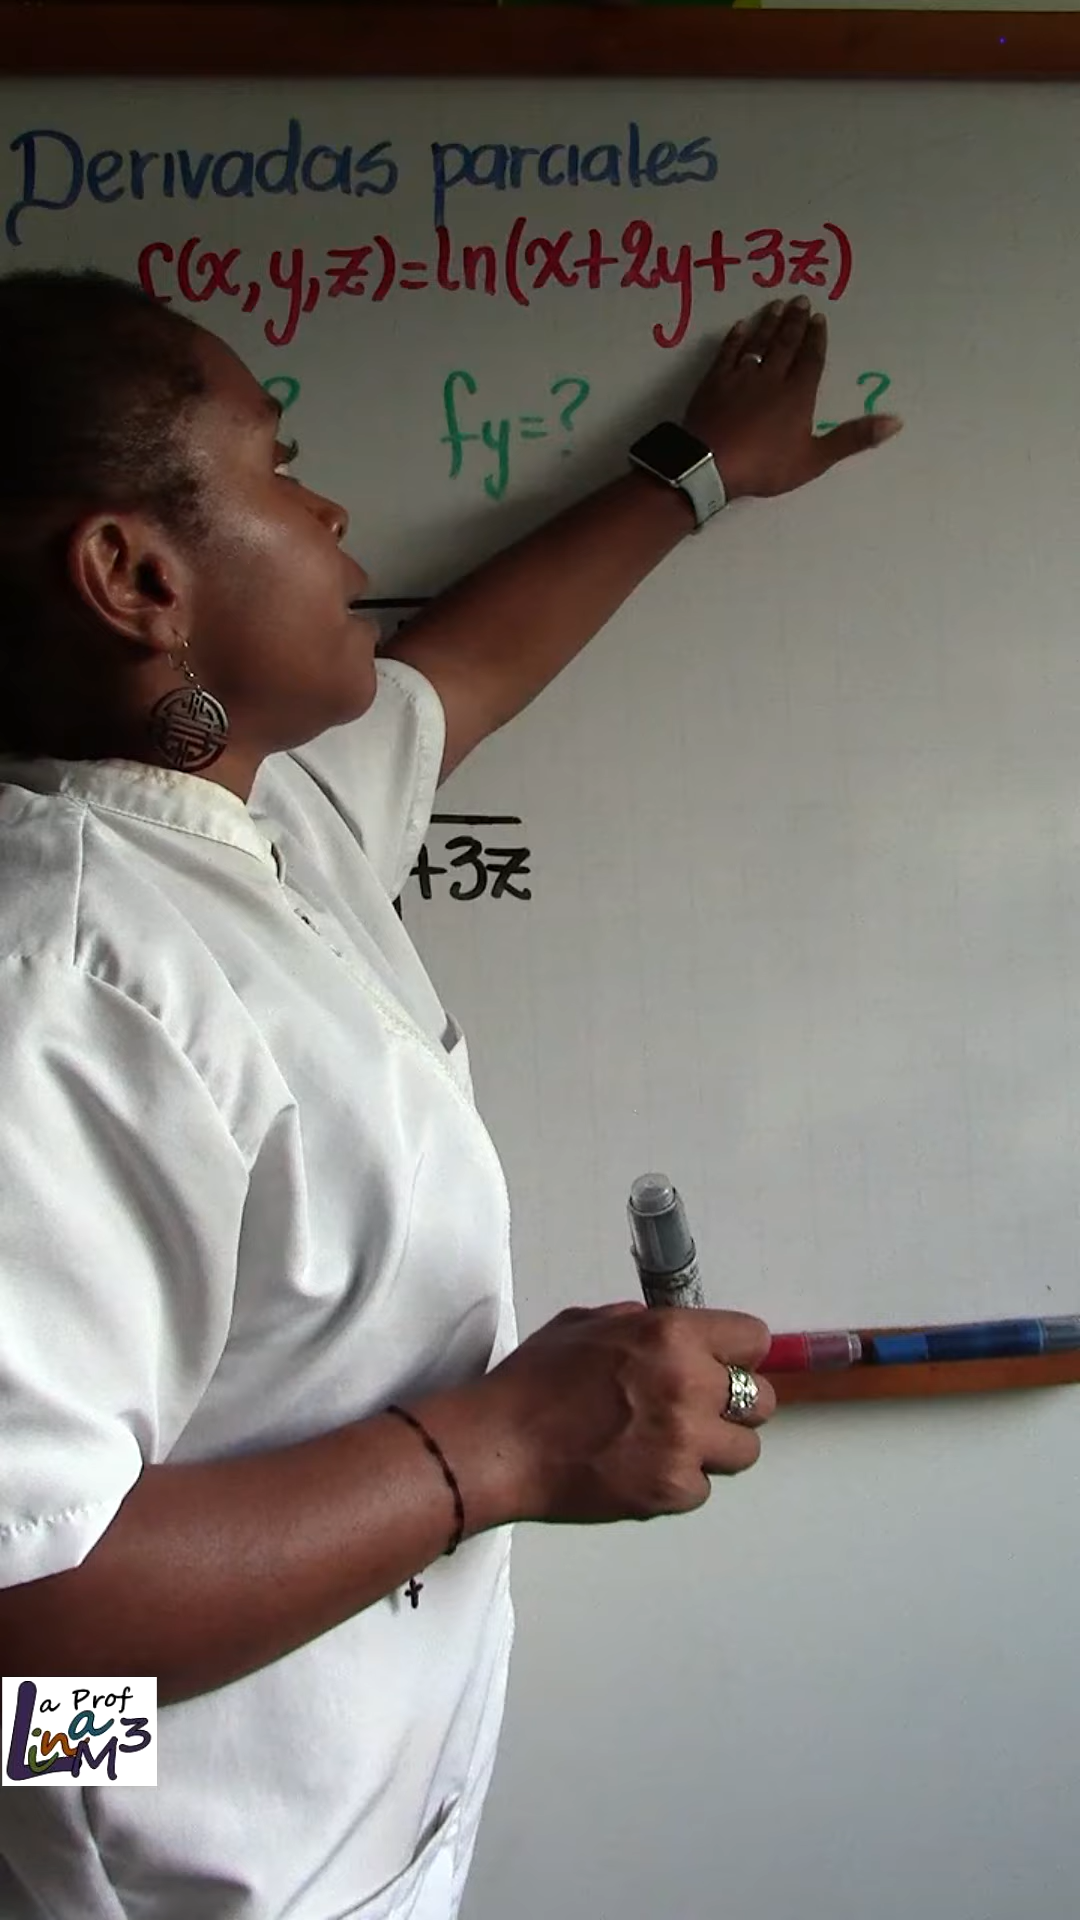 Derivadas parciales
f(x,y,z)=ln(x+2y+3z)
? fy=? =?
+3z
La Prof
Lina M3